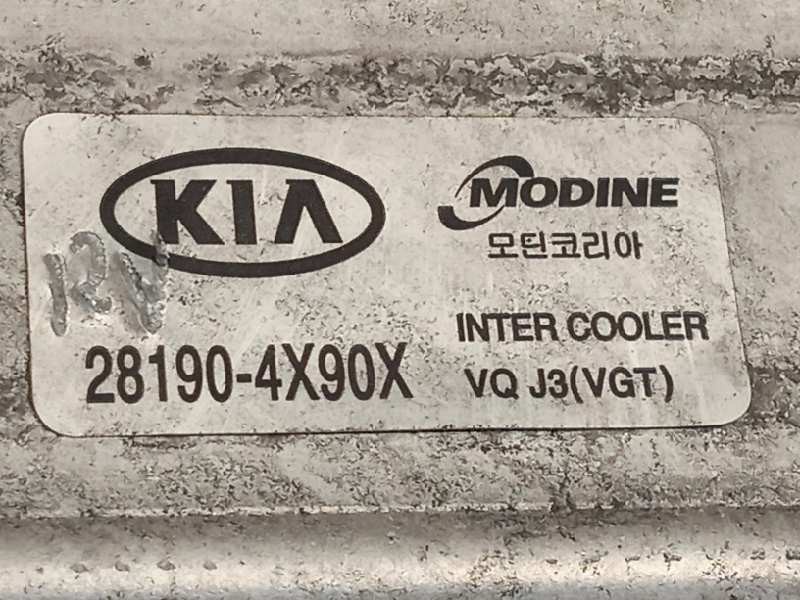 KIA
MODINE
모딘코리아
INTER COOLER
28190-4X90X
VQ J3(VGT)